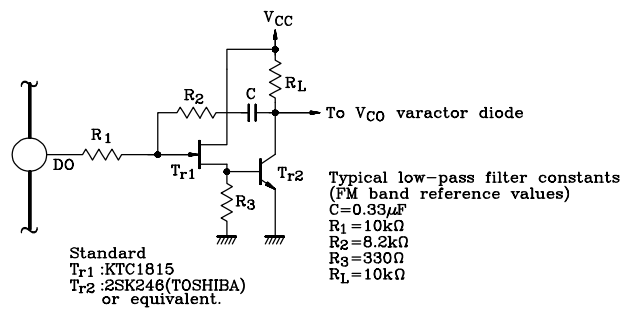 VCC
RL
R2
C
To VCO varactor diode
R1
DO
Tr1
Tr2
R3
Typical low-pass filter constants
(FM band reference values)
C=0.33μF
R1=10kΩ
R2=8.2kΩ
R3=330Ω
RL=10kΩ
Standard
Tr1 :KTC1815
Tr2 :2SK246(TOSHIBA)
or equivalent.